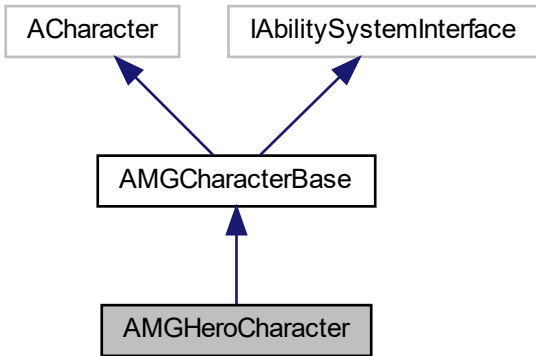 ACharacter
IAbilitySystemInterface
AMGCharacterBase
AMGHeroCharacter